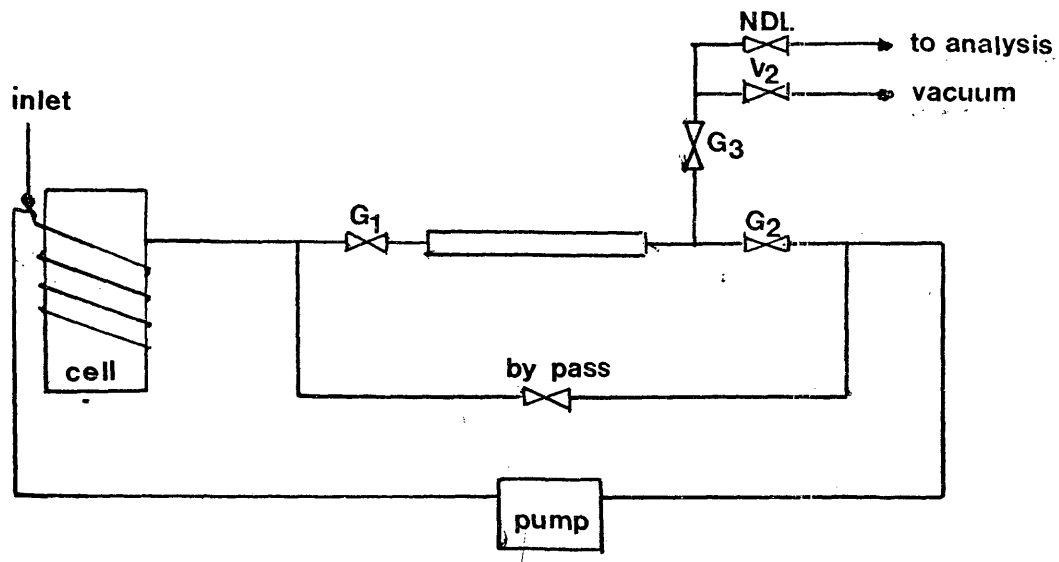 NDL.
to analysis
V2
vacuum
inlet
G3
G1
G2
cell
by pass
pump